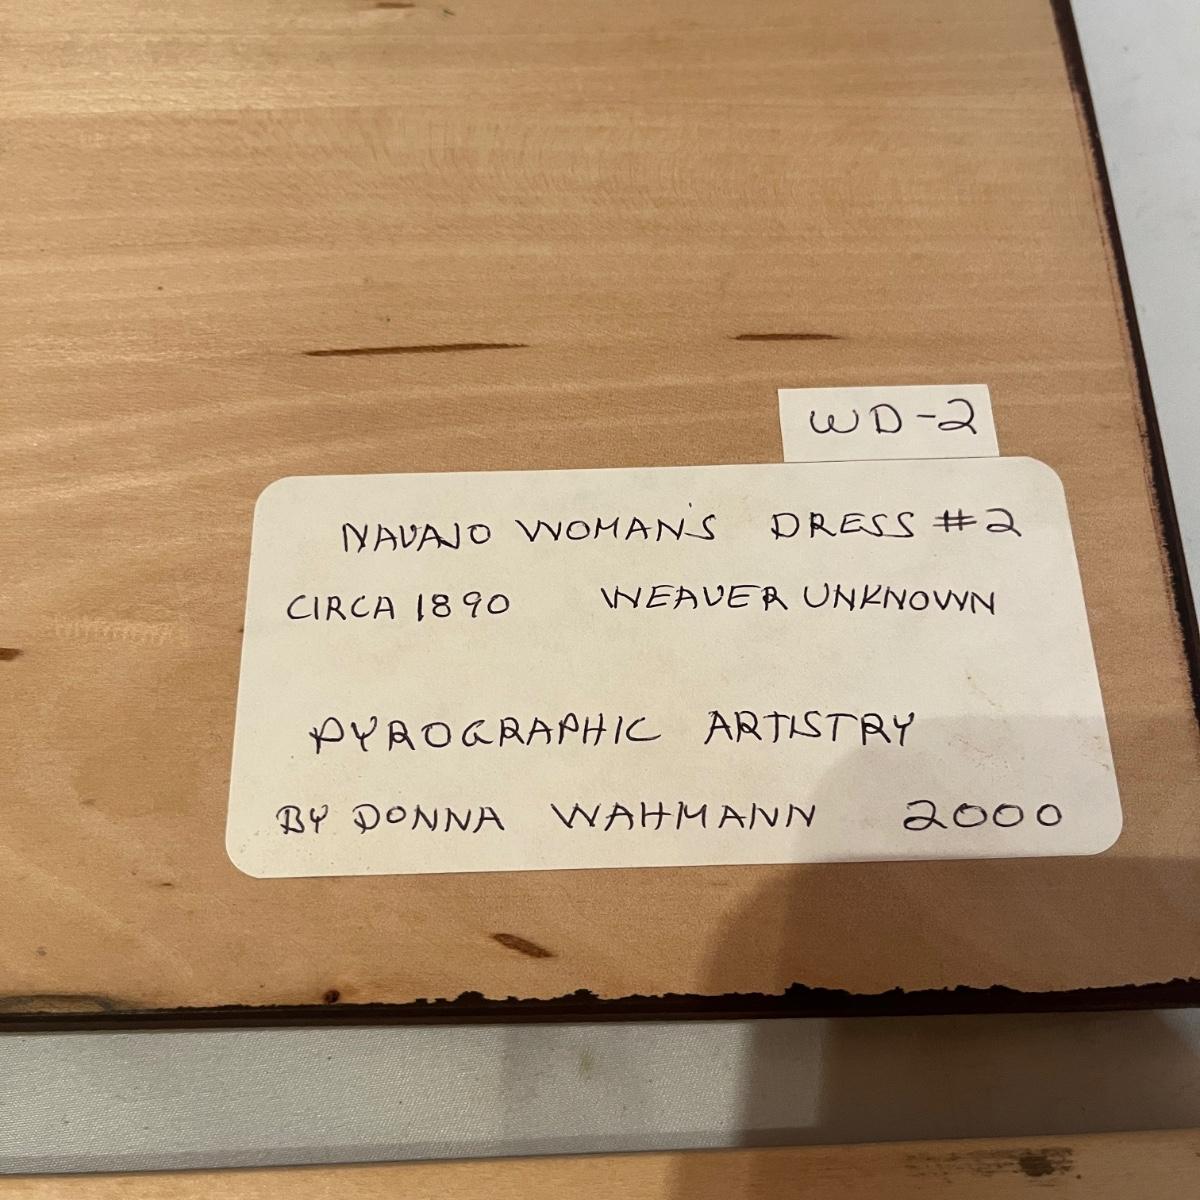 WD-2
NAVAJO WOMAN'S DRESS #2
CIRCA 1890 WEAVER UNKNOWN
PYROGRAPHIC ARTISTRY
BY DONNA WAHMANN 2000